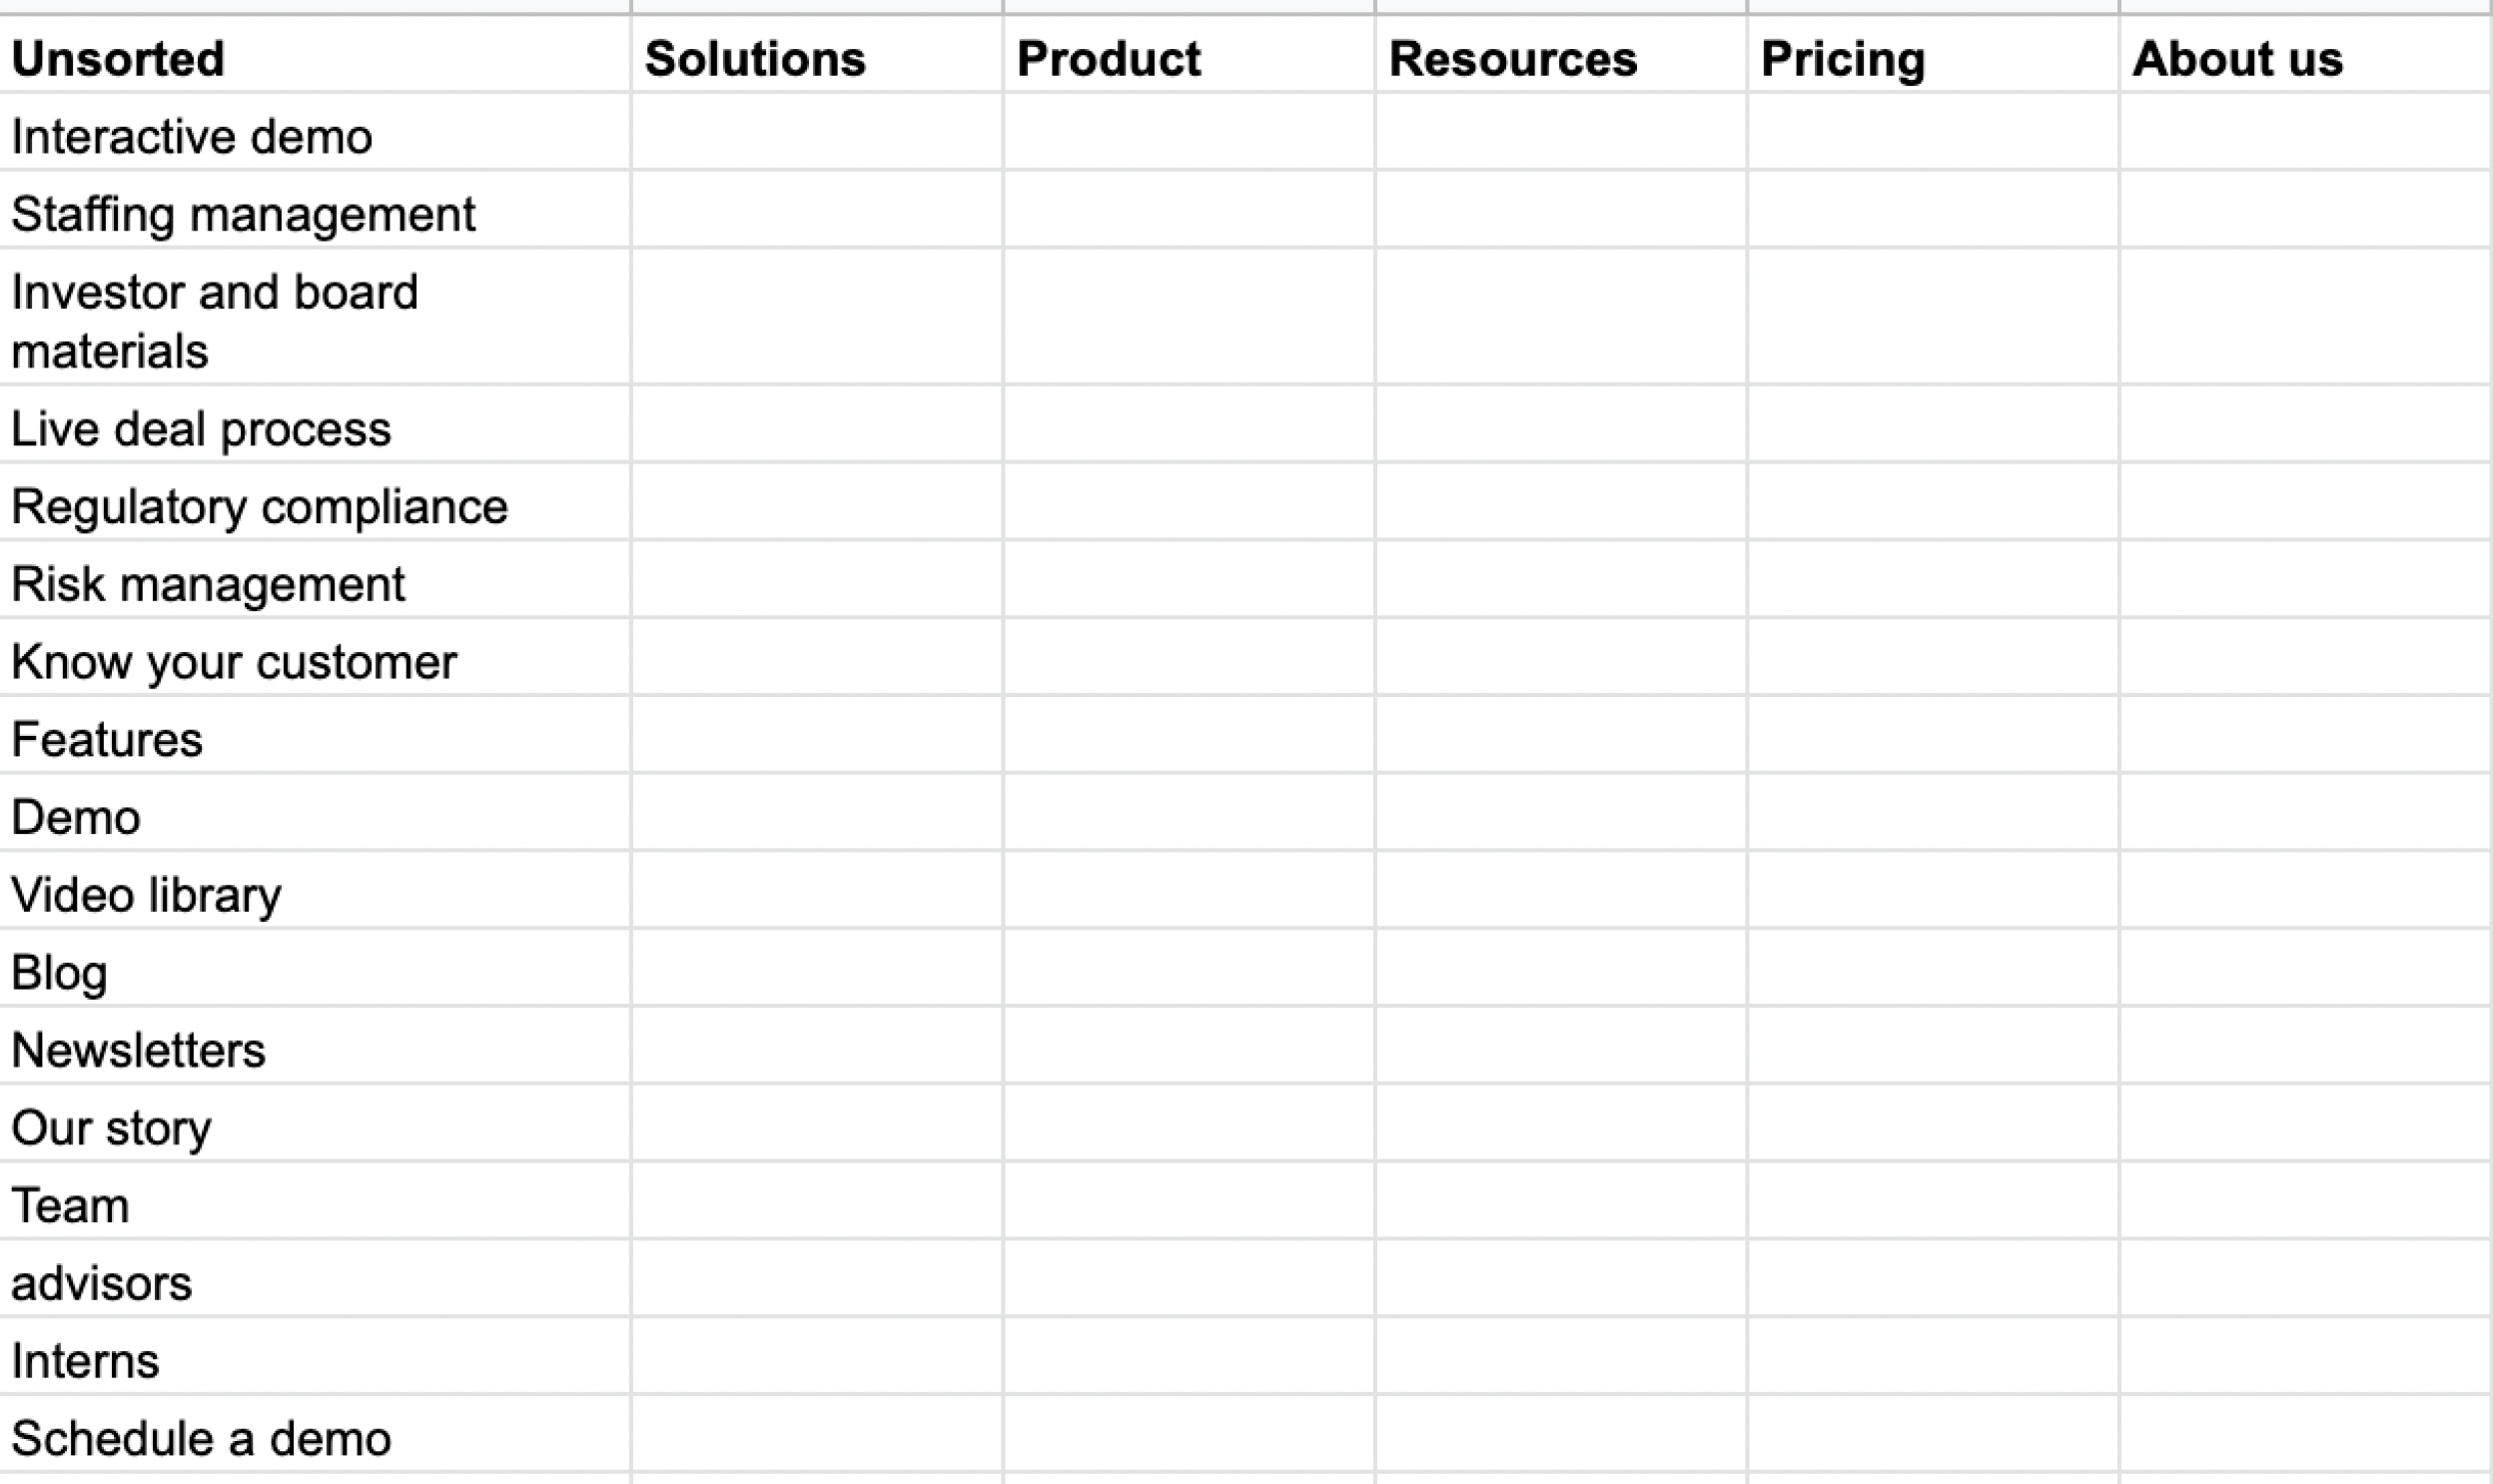 Unsorted Solutions Product Resources Pricing About us
Interactive demo
Staffing management
Investor and board
materials
Live deal process
Regulatory compliance
Risk management
Know your customer
Features
Demo
Video library
Blog
Newsletters
Our story
Team
advisors
Interns
Schedule a demo